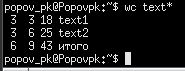 popov_pk@Popovpk:~$ wc text*
3 3 18 text1
3 6 25 text2
6 9 43 итого
popov_pk@Popovpk:~$